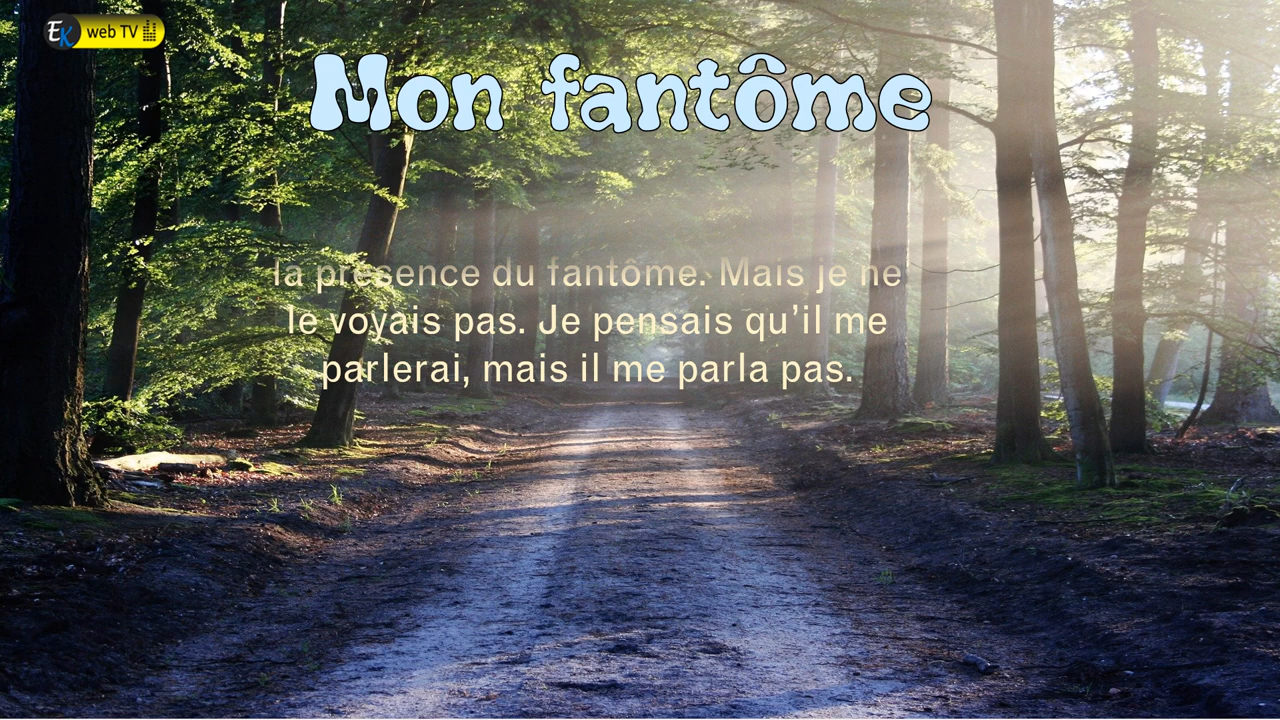 EK web TV
Mon fantôme
la présence du fantôme. Mais je ne
le voyais pas. Je pensais qu’il me
parlerai, mais il me parla pas.